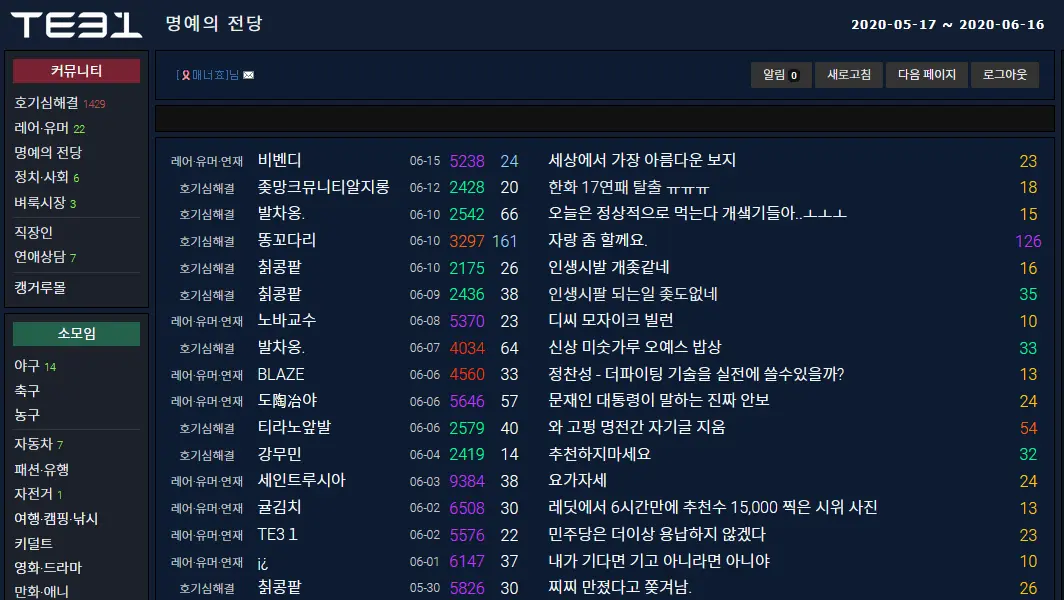 TE31 명예의 전당 2020-05-17 ~ 2020-06-16
커뮤니티
호기심해결 1429
레어·유머 22
명예의 전당
정치·사회 6
벼룩시장 3
직장인
연애상담 7
캥거루몰
소모임
야구 14
축구
농구
자동차 7
패션·유행
자전거 1
여행·캠핑·낚시
키덜트
영화·드라마
만화·애니
[매너효]님 알림 0 새로고침 다음 페이지 로그아웃
레어·유머·연재 비벤디 06-15 5238 24 세상에서 가장 아름다운 보지 23
호기심해결 좆망크뮤니티알지롱 06-12 2428 20 한화 17연패 탈출 ㅠㅠㅠ 18
호기심해결 발차옹. 06-10 2542 66 오늘은 정상적으로 먹는다 개섘기들아..ㅗㅗㅗ 15
호기심해결 똥꼬다리 06-10 3297 161 자랑 좀 할께요. 126
호기심해결 칡콩팥 06-10 2175 26 인생시발 개좆같네 16
호기심해결 칡콩팥 06-09 2436 38 인생시팔 되는일 좆도없네 35
레어·유머·연재 노바교수 06-08 5370 23 디씨 모자이크 빌런 10
호기심해결 발차옹. 06-07 4034 64 신상 미숫가루 오예스 밥상 33
레어·유머·연재 BLAZE 06-06 4560 33 정찬성 - 더파이팅 기술을 실전에 쓸수있을까? 13
레어·유머·연재 도陶冶야 06-06 5646 57 문재인 대통령이 말하는 진짜 안보 24
호기심해결 티라노앞발 06-06 2579 40 와 고평 명전간 자기글 지움 54
호기심해결 강무민 06-04 2419 14 추천하지마세요 32
레어·유머·연재 세인트루시아 06-03 9384 38 요가자세 24
레어·유머·연재 귤김치 06-02 6508 30 레딧에서 6시간만에 추천수 15,000 찍은 시위 사진 13
레어·유머·연재 TE3１ 06-02 5576 22 민주당은 더이상 용납하지 않겠다 23
레어·유머·연재 i¿ 06-01 6147 37 내가 기다면 기고 아니라면 아니야 10
호기심해결 칡콩팥 05-30 5826 30 찌찌 만졌다고 쫒겨남. 26